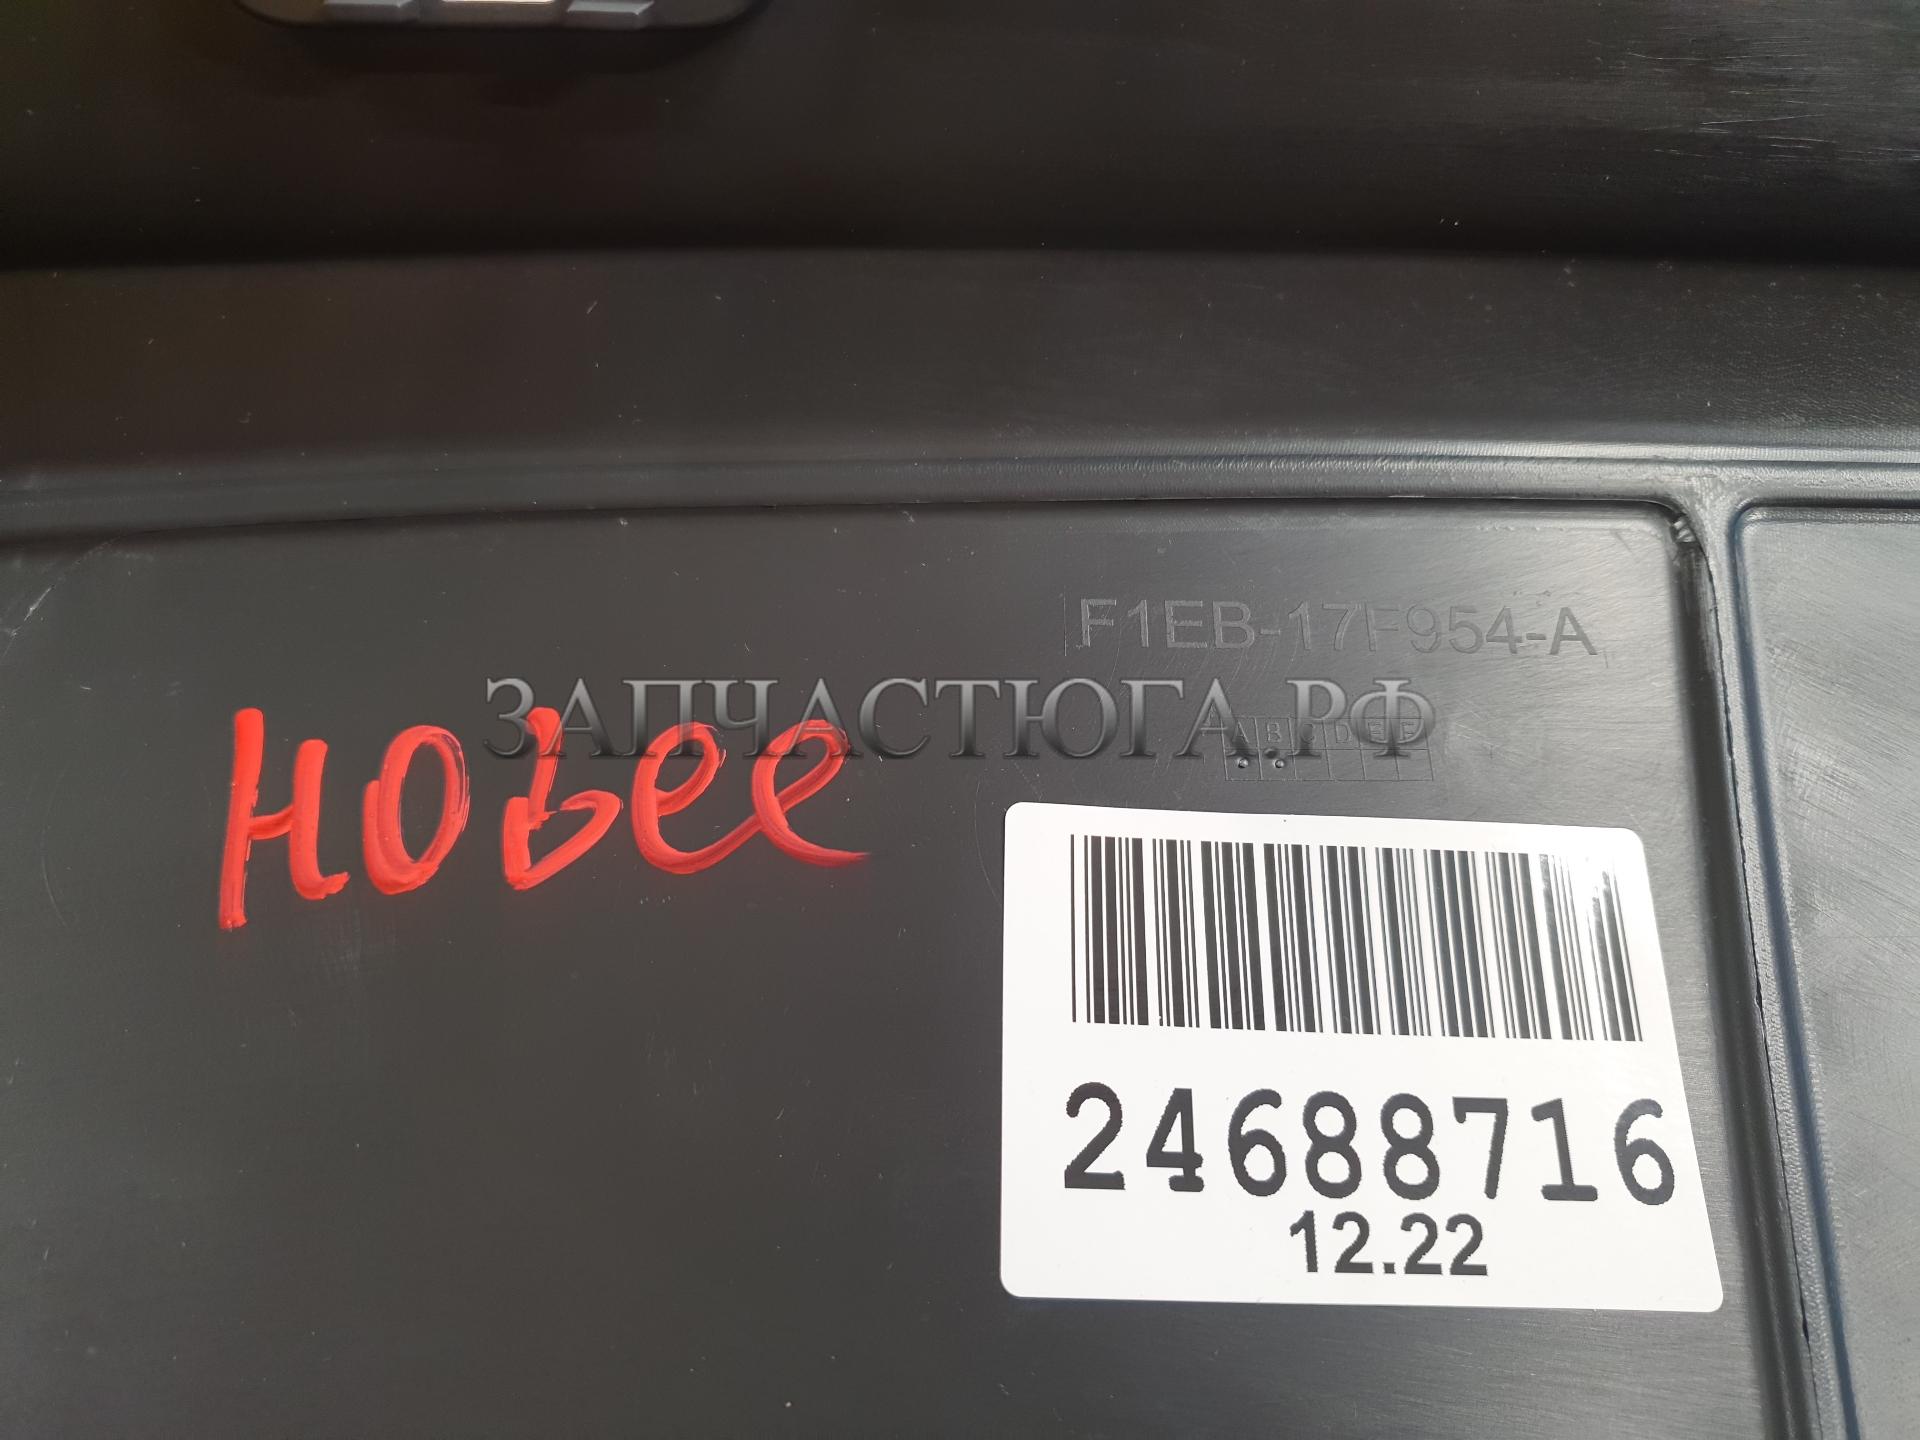 F1EB-17F954-A
ЗАПЧАСТЮГА.РФ
Новее
A B C D E F
24688716
12.22